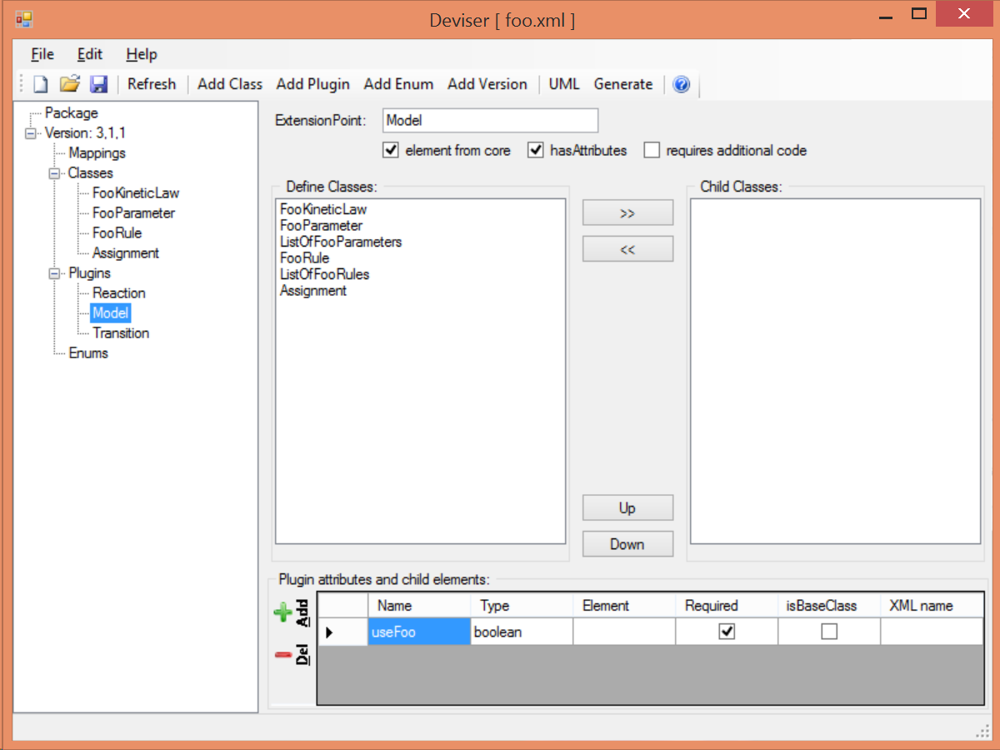 Deviser [ foo.xml ]
File Edit Help
Refresh Add Class Add Plugin Add Enum Add Version UML Generate ?
Package
Version: 3,1,1
Mappings
Classes
FooKineticLaw
FooParameter
FooRule
Assignment
Plugins
Reaction
Model
Transition
Enums
ExtensionPoint: Model
element from core hasAttributes requires additional code
Define Classes:
FooKineticLaw
FooParameter
ListOfFooParameters
FooRule
ListOfFooRules
Assignment
>>
<<
Up
Down
Child Classes:
Plugin attributes and child elements:
Add
Del
Name Type Element Required isBaseClass XML name
useFoo boolean